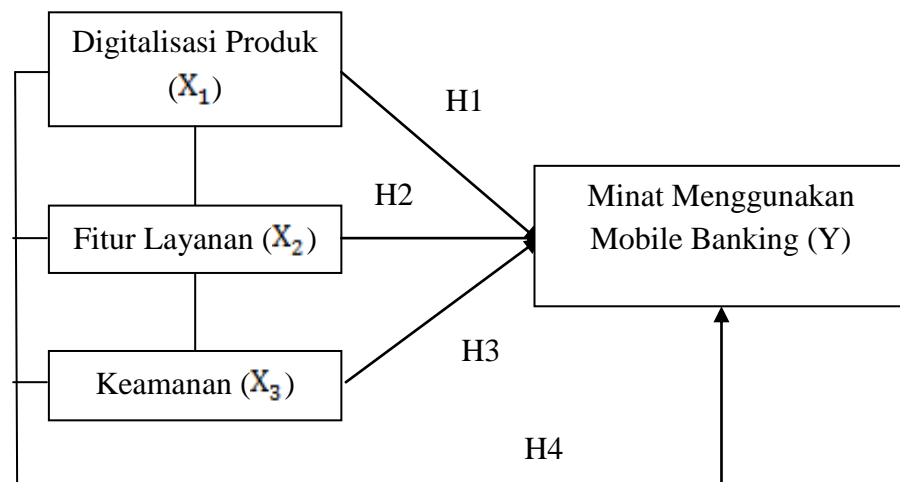 Digitalisasi Produk
(X₁)
H1
H2
Fitur Layanan (X₂)
Minat Menggunakan
Mobile Banking (Y)
Keamanan (X₃)
H3
H4